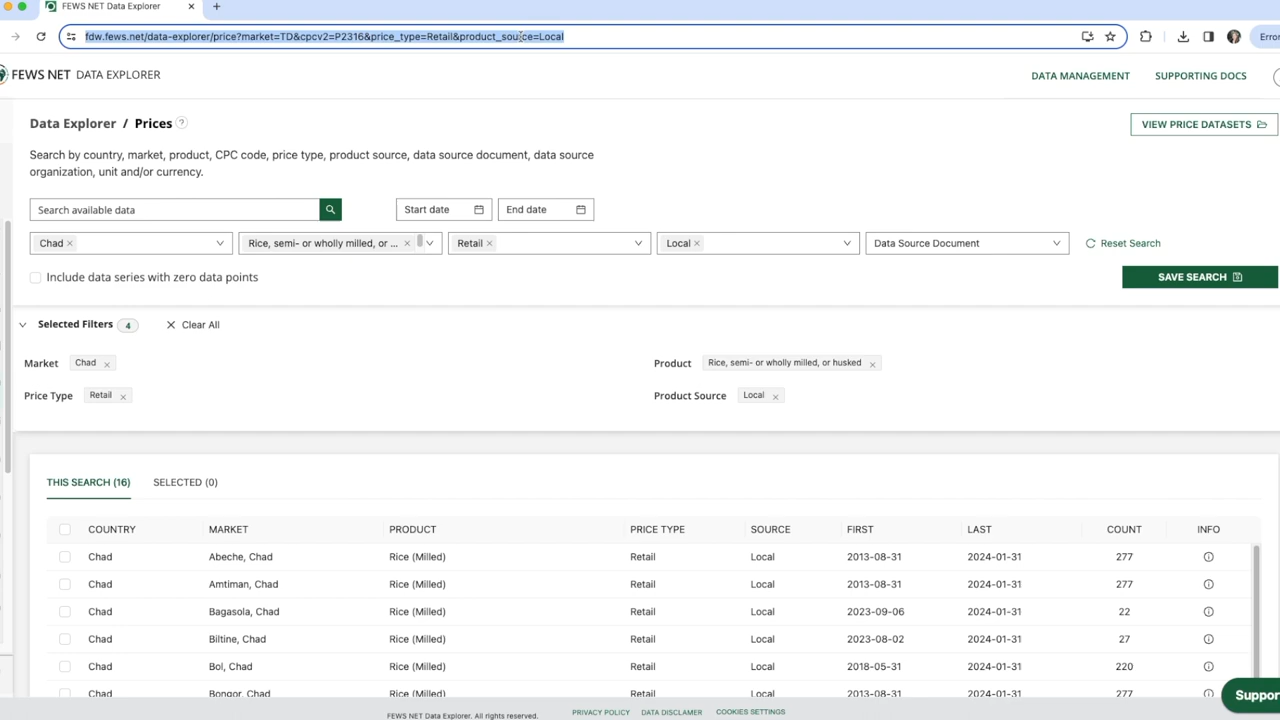 FEWS NET Data Explorer
fdw.fews.net/data-explorer/price?market=TD&cpcv2=P2316&price_type=Retail&product_source=Local
Error
FEWS NET DATA EXPLORER
DATA MANAGEMENT
SUPPORTING DOCS
Data Explorer / Prices ?
VIEW PRICE DATASETS
Search by country, market, product, CPC code, price type, product source, data source document, data source
organization, unit and/or currency.
Search available data
Start date
End date
Chad
Rice, semi- or wholly milled, or ...
Retail
Local
Data Source Document
Reset Search
Include data series with zero data points
SAVE SEARCH
Selected Filters 4
Clear All
Market Chad
Product Rice, semi- or wholly milled, or husked
Price Type Retail
Product Source Local
THIS SEARCH (16)
SELECTED (0)
COUNTRY MARKET PRODUCT PRICE TYPE SOURCE FIRST LAST COUNT INFO
Chad Abeche, Chad Rice (Milled) Retail Local 2013-08-31 2024-01-31 277
Chad Amtiman, Chad Rice (Milled) Retail Local 2013-08-31 2024-01-31 277
Chad Bagasola, Chad Rice (Milled) Retail Local 2023-09-06 2024-01-31 22
Chad Biltine, Chad Rice (Milled) Retail Local 2023-08-02 2024-01-31 27
Chad Bol, Chad Rice (Milled) Retail Local 2018-05-31 2024-01-31 220
Chad Bongor, Chad Rice (Milled) Retail Local 2013-08-31 2024-01-31 277
Suppor
FEWS NET Data Explorer. All rights reserved.
PRIVACY POLICY
DATA DISCLAIMER
COOKIES SETTINGS